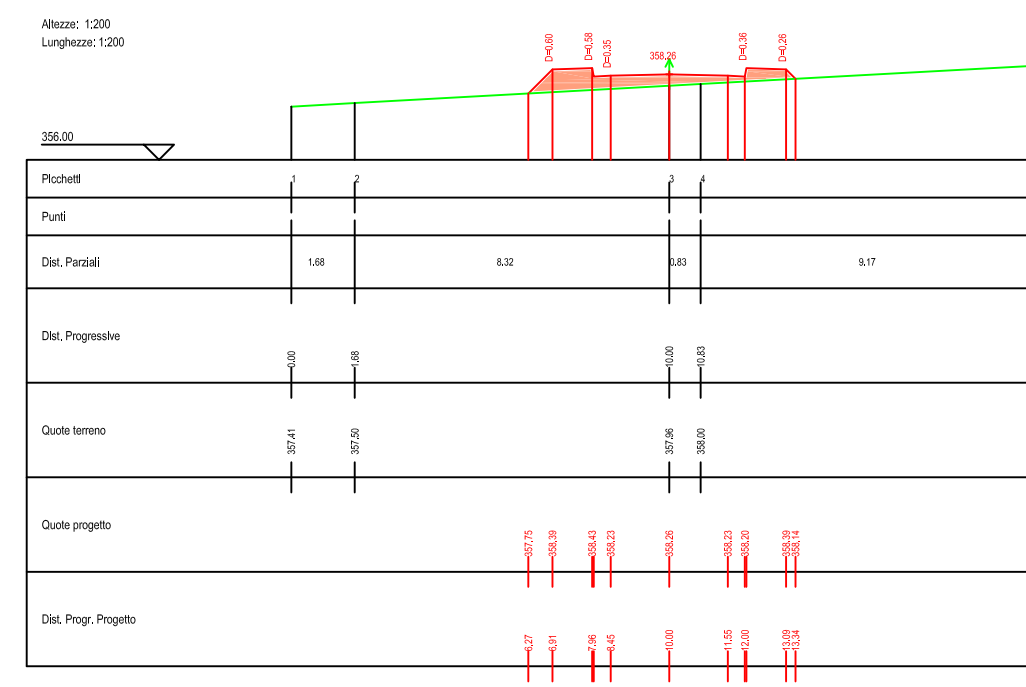 Altezze: 1:200
Lunghezze: 1:200
D=0.60
D=0.58
D=0.35
358.26
D=0.36
D=0.26
356.00
Picchetti
1
2
3
4
Punti
Dist. Parziali
1.68
8.32
0.83
9.17
Dist. Progressive
0.00
1.68
10.00
10.83
Quote terreno
357.41
357.50
357.96
358.00
Quote progetto
357.75
358.39
358.43
358.23
358.26
358.23
358.20
358.39
358.14
Dist. Progr. Progetto
6.27
6.91
7.96
8.45
10.00
11.55
12.00
13.09
13.34